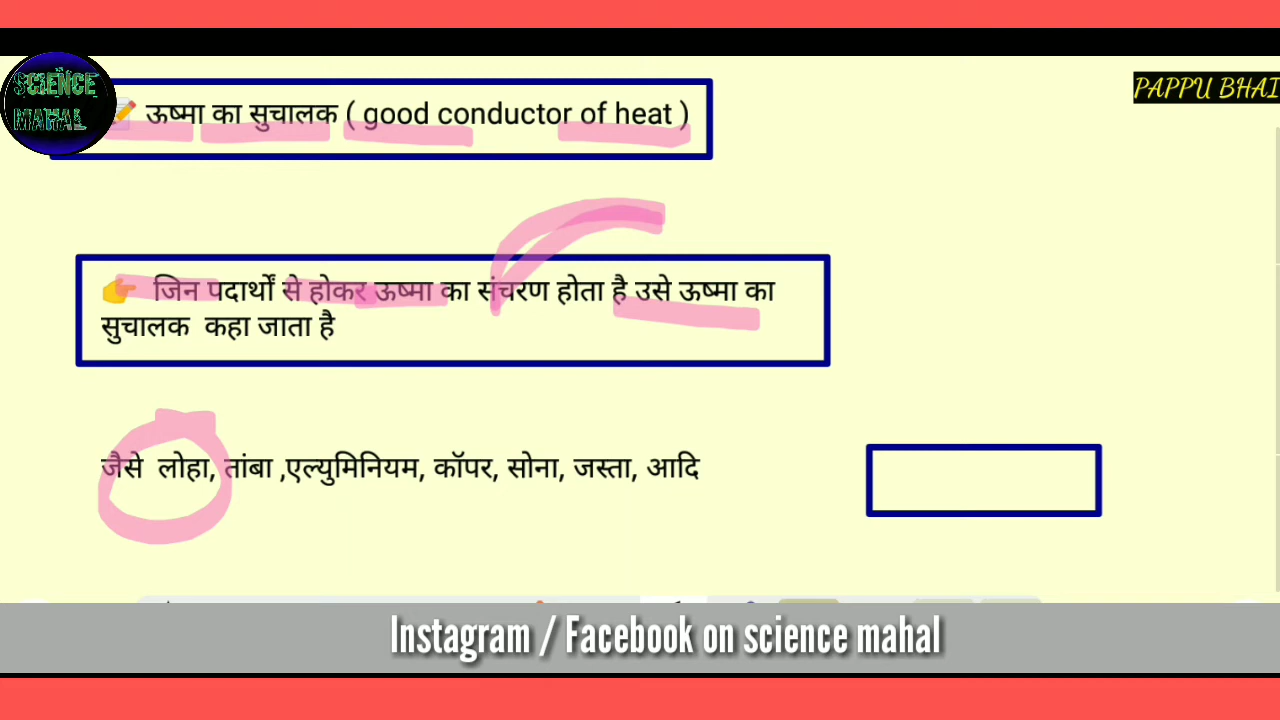 SCIENCE
MAHAL
PAPPU BHAI
📝 ऊष्मा का सुचालक ( good conductor of heat )
👉 जिन पदार्थों से होकर ऊष्मा का संचरण होता है उसे ऊष्मा का
सुचालक कहा जाता है
जैसे लोहा, तांबा ,एल्युमिनियम, कॉपर, सोना, जस्ता, आदि
Instagram / Facebook on science mahal